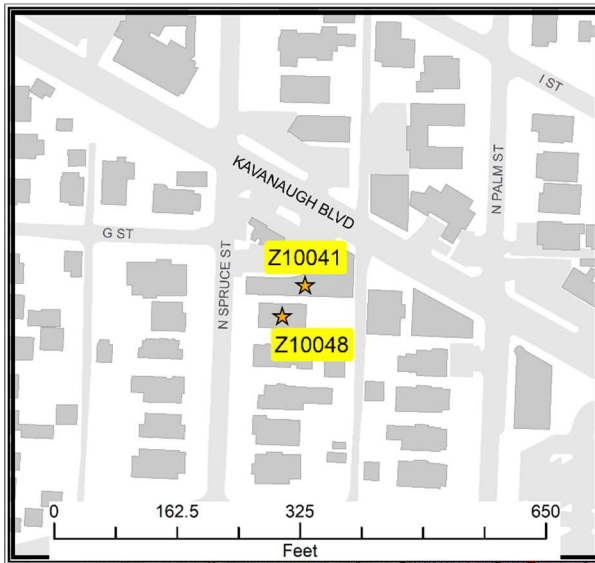 I ST
KAVANAUGH BLVD
N PALM ST
G ST
N SPRUCE ST
Z10041
Z10048
0 162.5 325 650
Feet